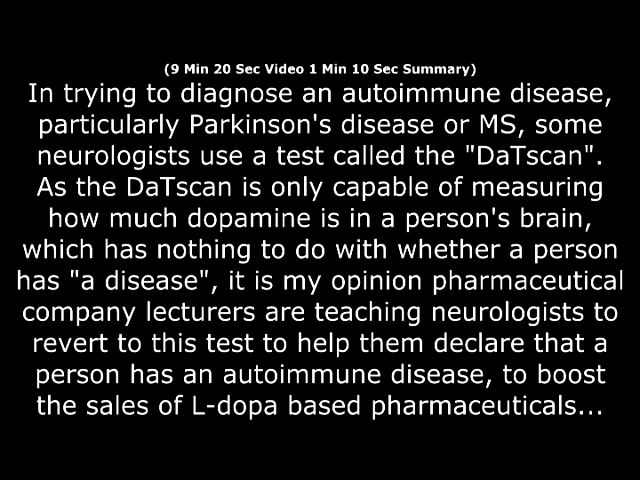 (9 Min 20 Sec Video 1 Min 10 Sec Summary)
In trying to diagnose an autoimmune disease,
particularly Parkinson's disease or MS, some
neurologists use a test called the "DaTscan".
As the DaTscan is only capable of measuring
how much dopamine is in a person's brain,
which has nothing to do with whether a person
has "a disease", it is my opinion pharmaceutical
company lecturers are teaching neurologists to
revert to this test to help them declare that a
person has an autoimmune disease, to boost
the sales of L-dopa based pharmaceuticals...